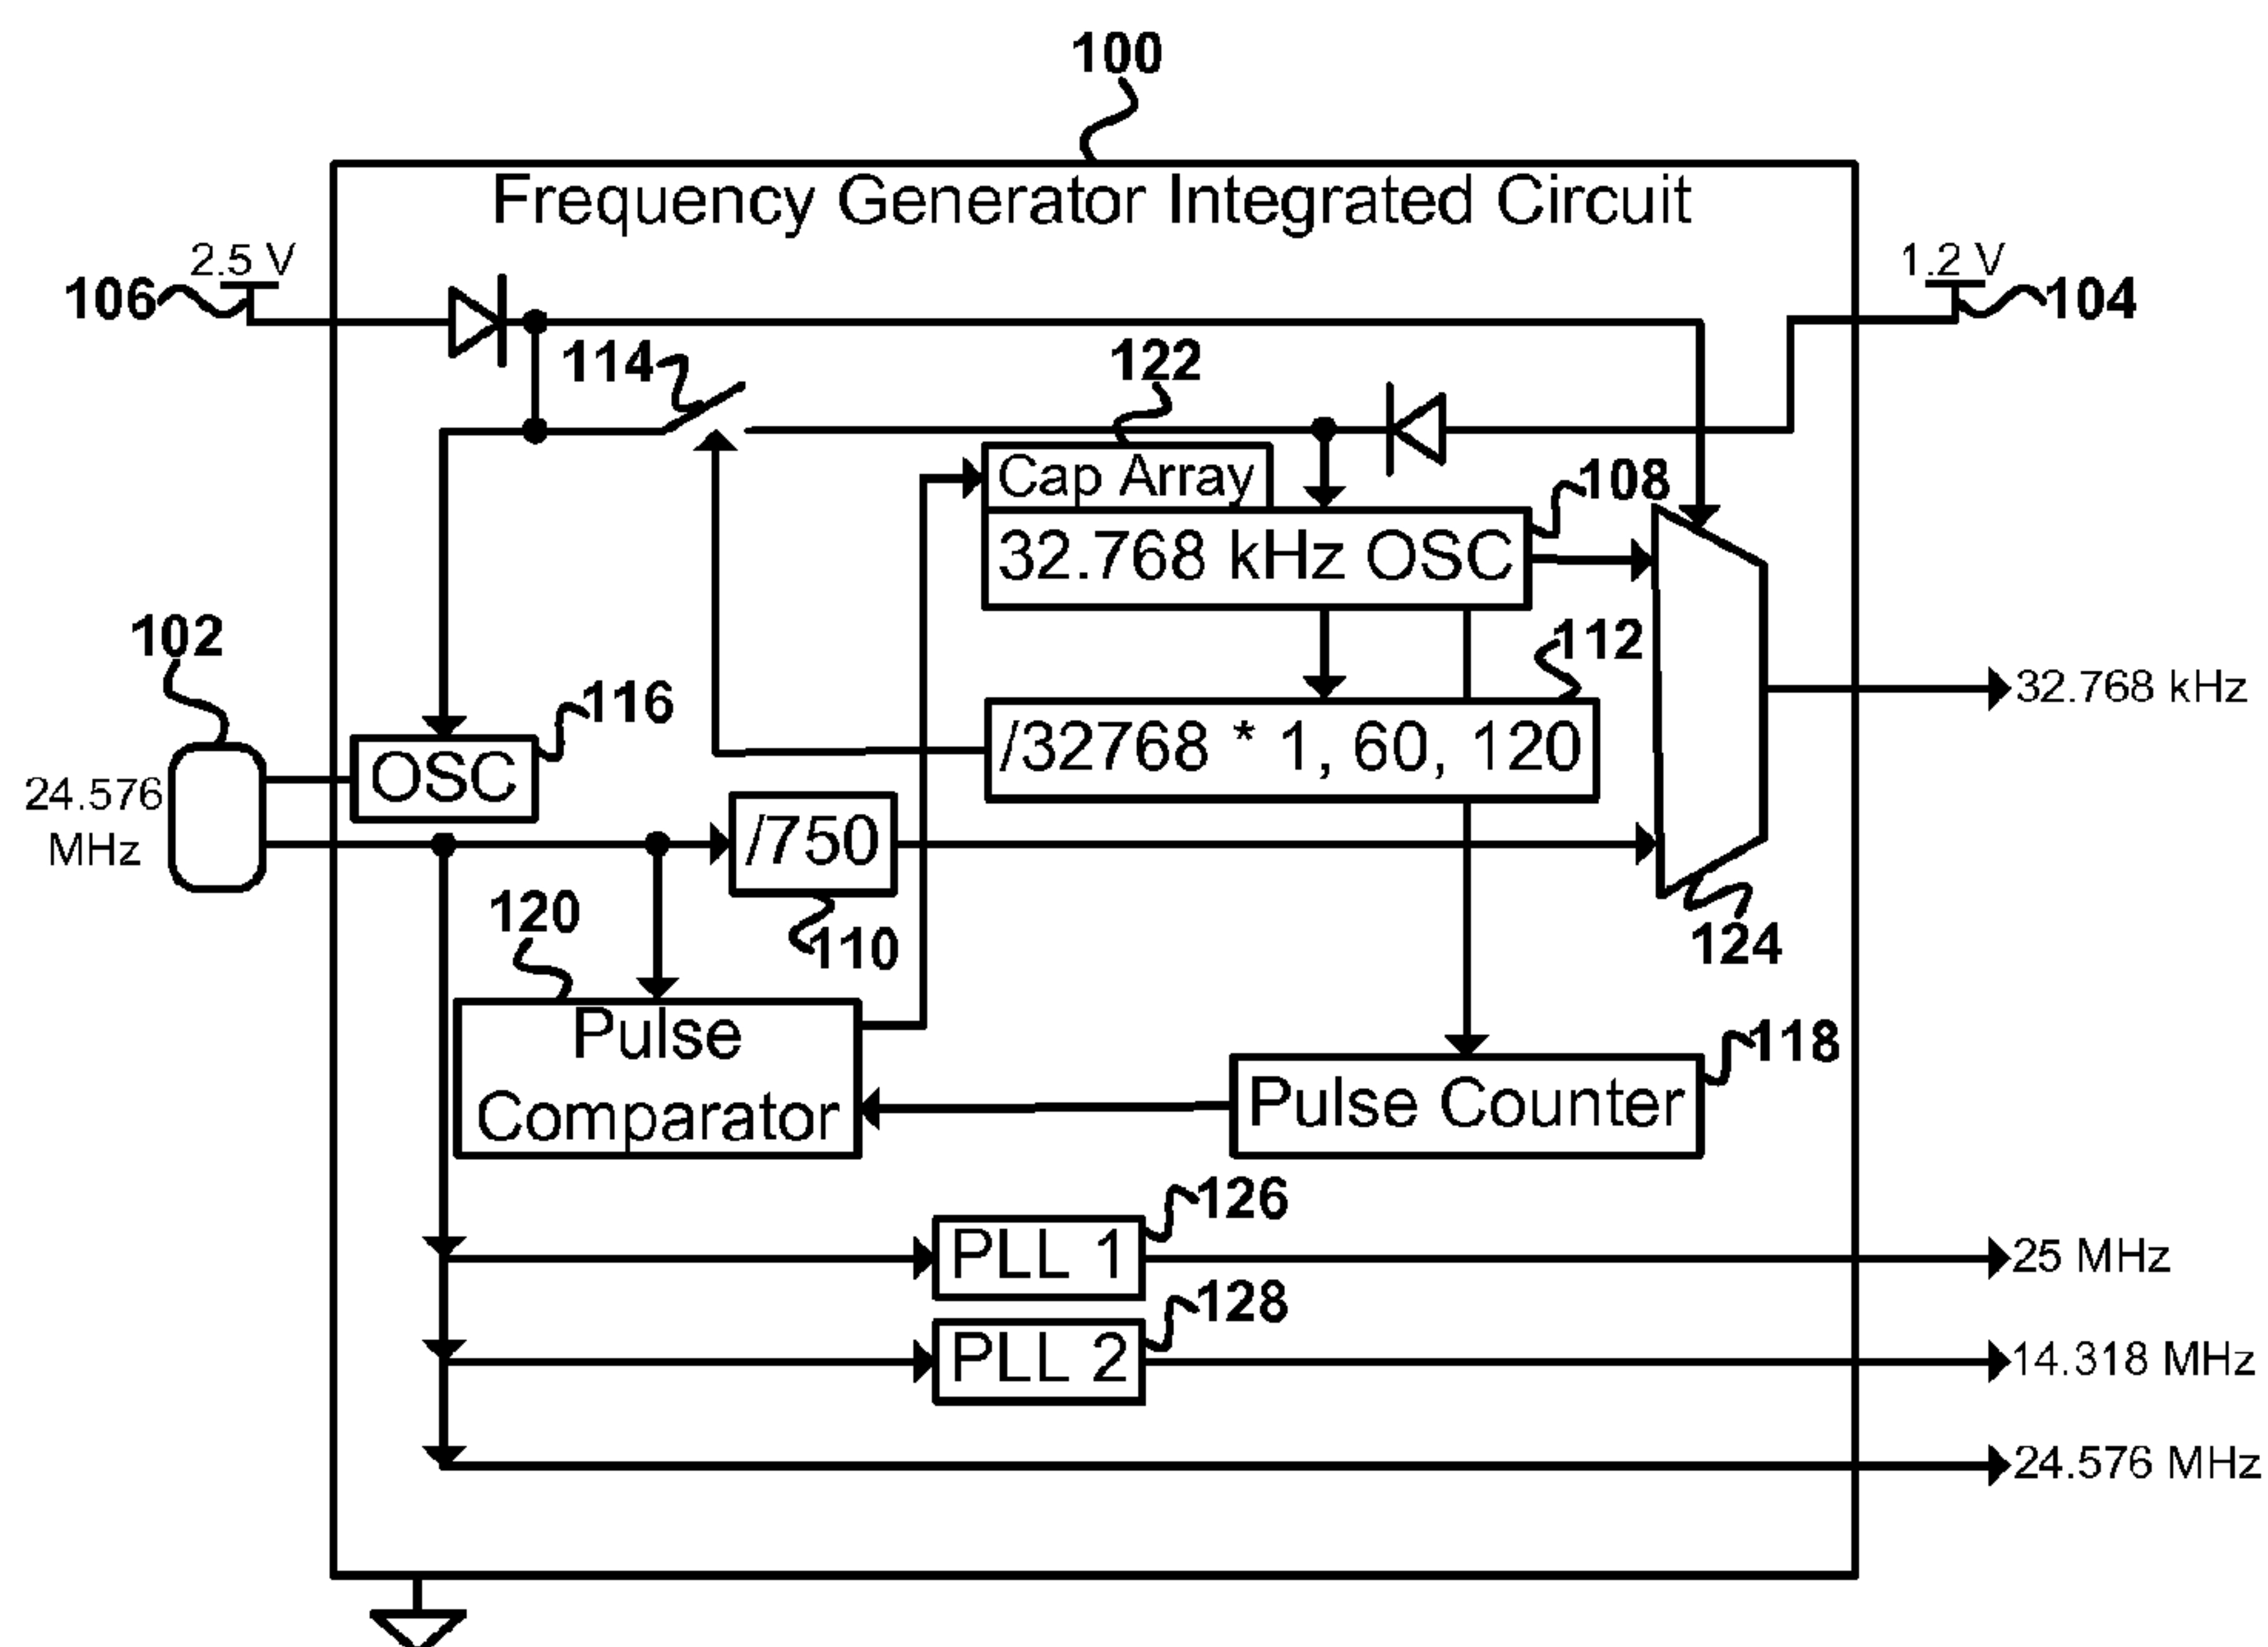 100
Frequency Generator Integrated Circuit
2.5 V
1.2 V
106
104
114
122
Cap Array
108
32.768 kHz OSC
102
112
116
32.768 kHz
/32768 * 1, 60, 120
OSC
24.576
MHz
/750
120
110
124
Pulse
Comparator
118
Pulse Counter
126
PLL 1
25 MHz
128
PLL 2
14.318 MHz
24.576 MHz